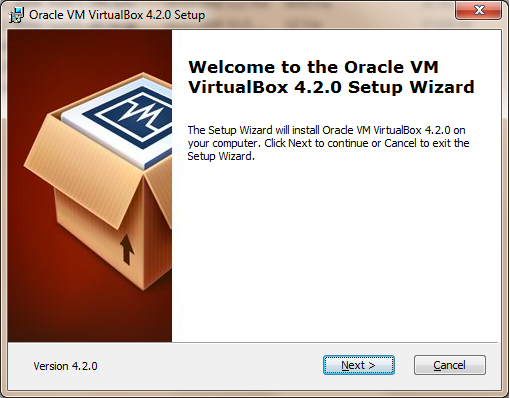 Oracle VM VirtualBox 4.2.0 Setup
Welcome to the Oracle VM
VirtualBox 4.2.0 Setup Wizard
The Setup Wizard will install Oracle VM VirtualBox 4.2.0 on
your computer. Click Next to continue or Cancel to exit the
Setup Wizard.
Version 4.2.0
Next >
Cancel